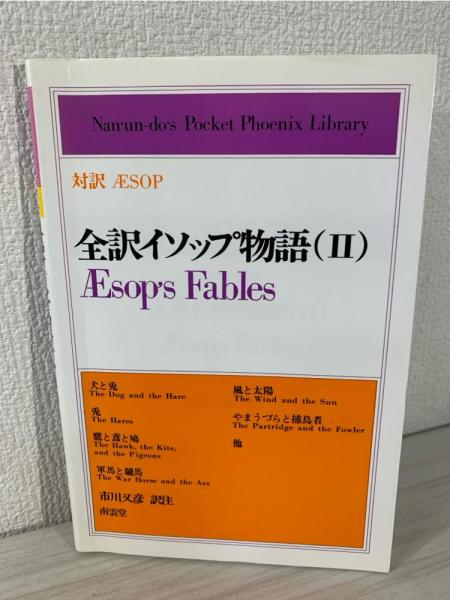 Nan'un-do's Pocket Phoenix Library
対訳 ÆSOP
全訳イソップ物語(II)
Æsop's Fables
犬と兎
The Dog and the Hare
兎
The Hares
鷹と鳶と鳩
The Hawk, the Kite,
and the Pigeons
軍馬と驢馬
The War Horse and the Ass
市川又彦 訳注
南雲堂
風と太陽
The Wind and the Sun
やまうづらと捕鳥者
The Partridge and the Fowler
他